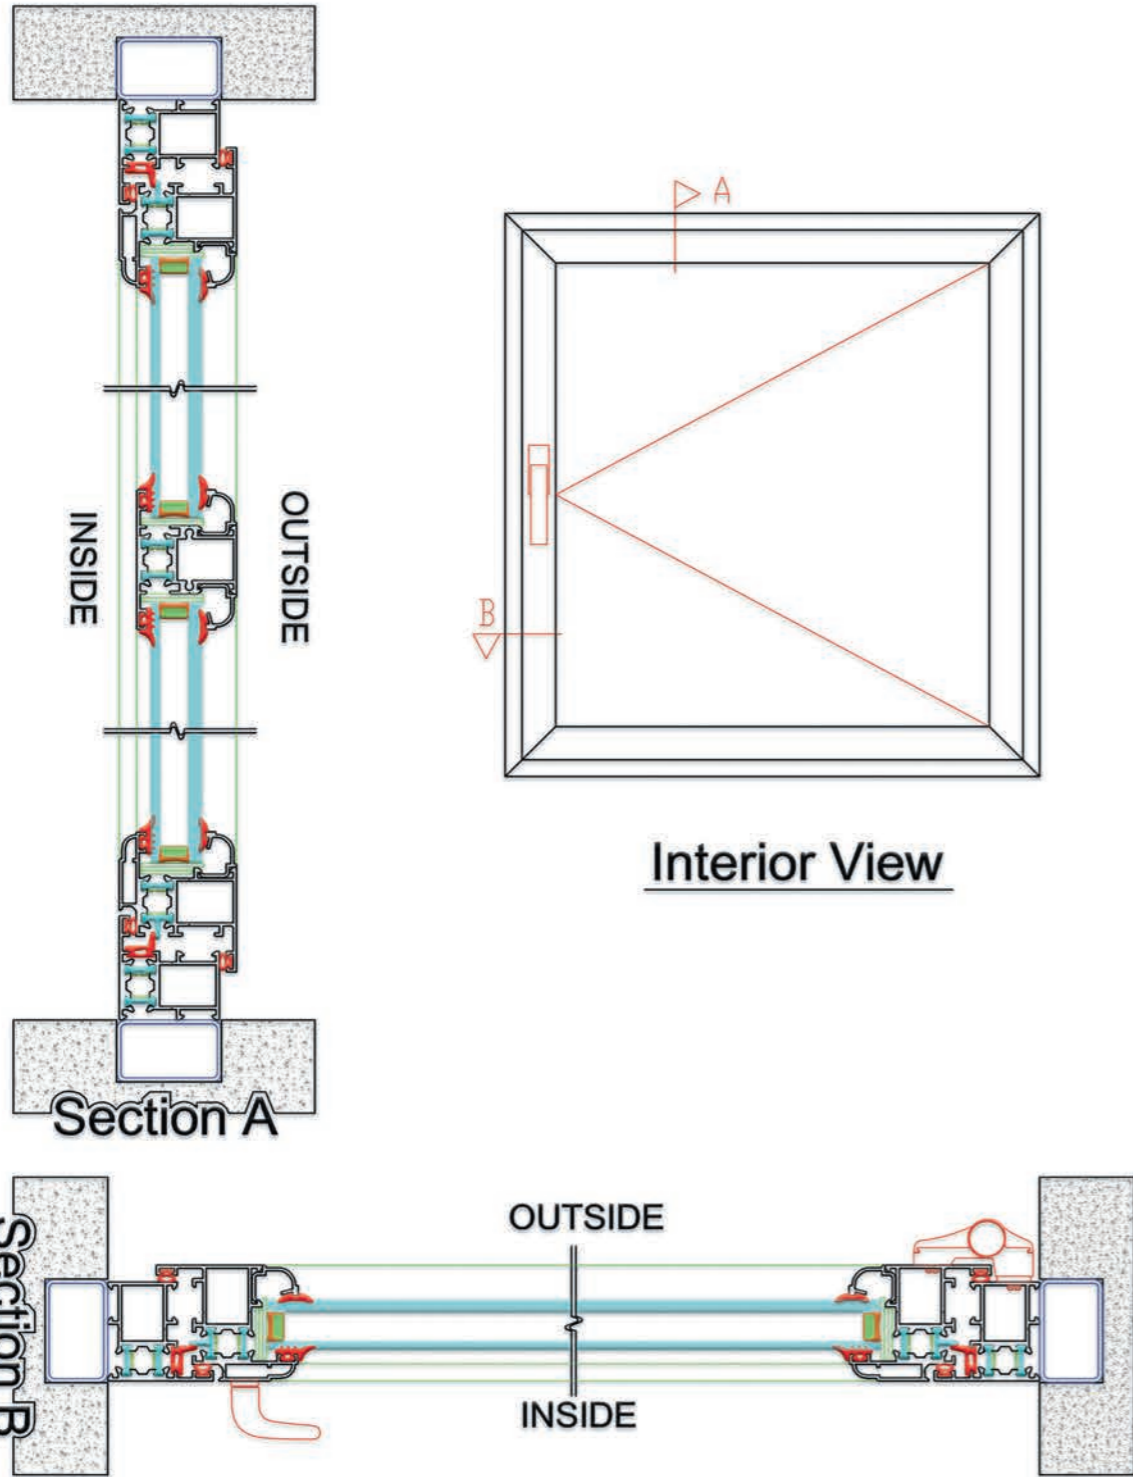 A
INSIDE
OUTSIDE
B
Interior View
Section A
OUTSIDE
Section B
INSIDE